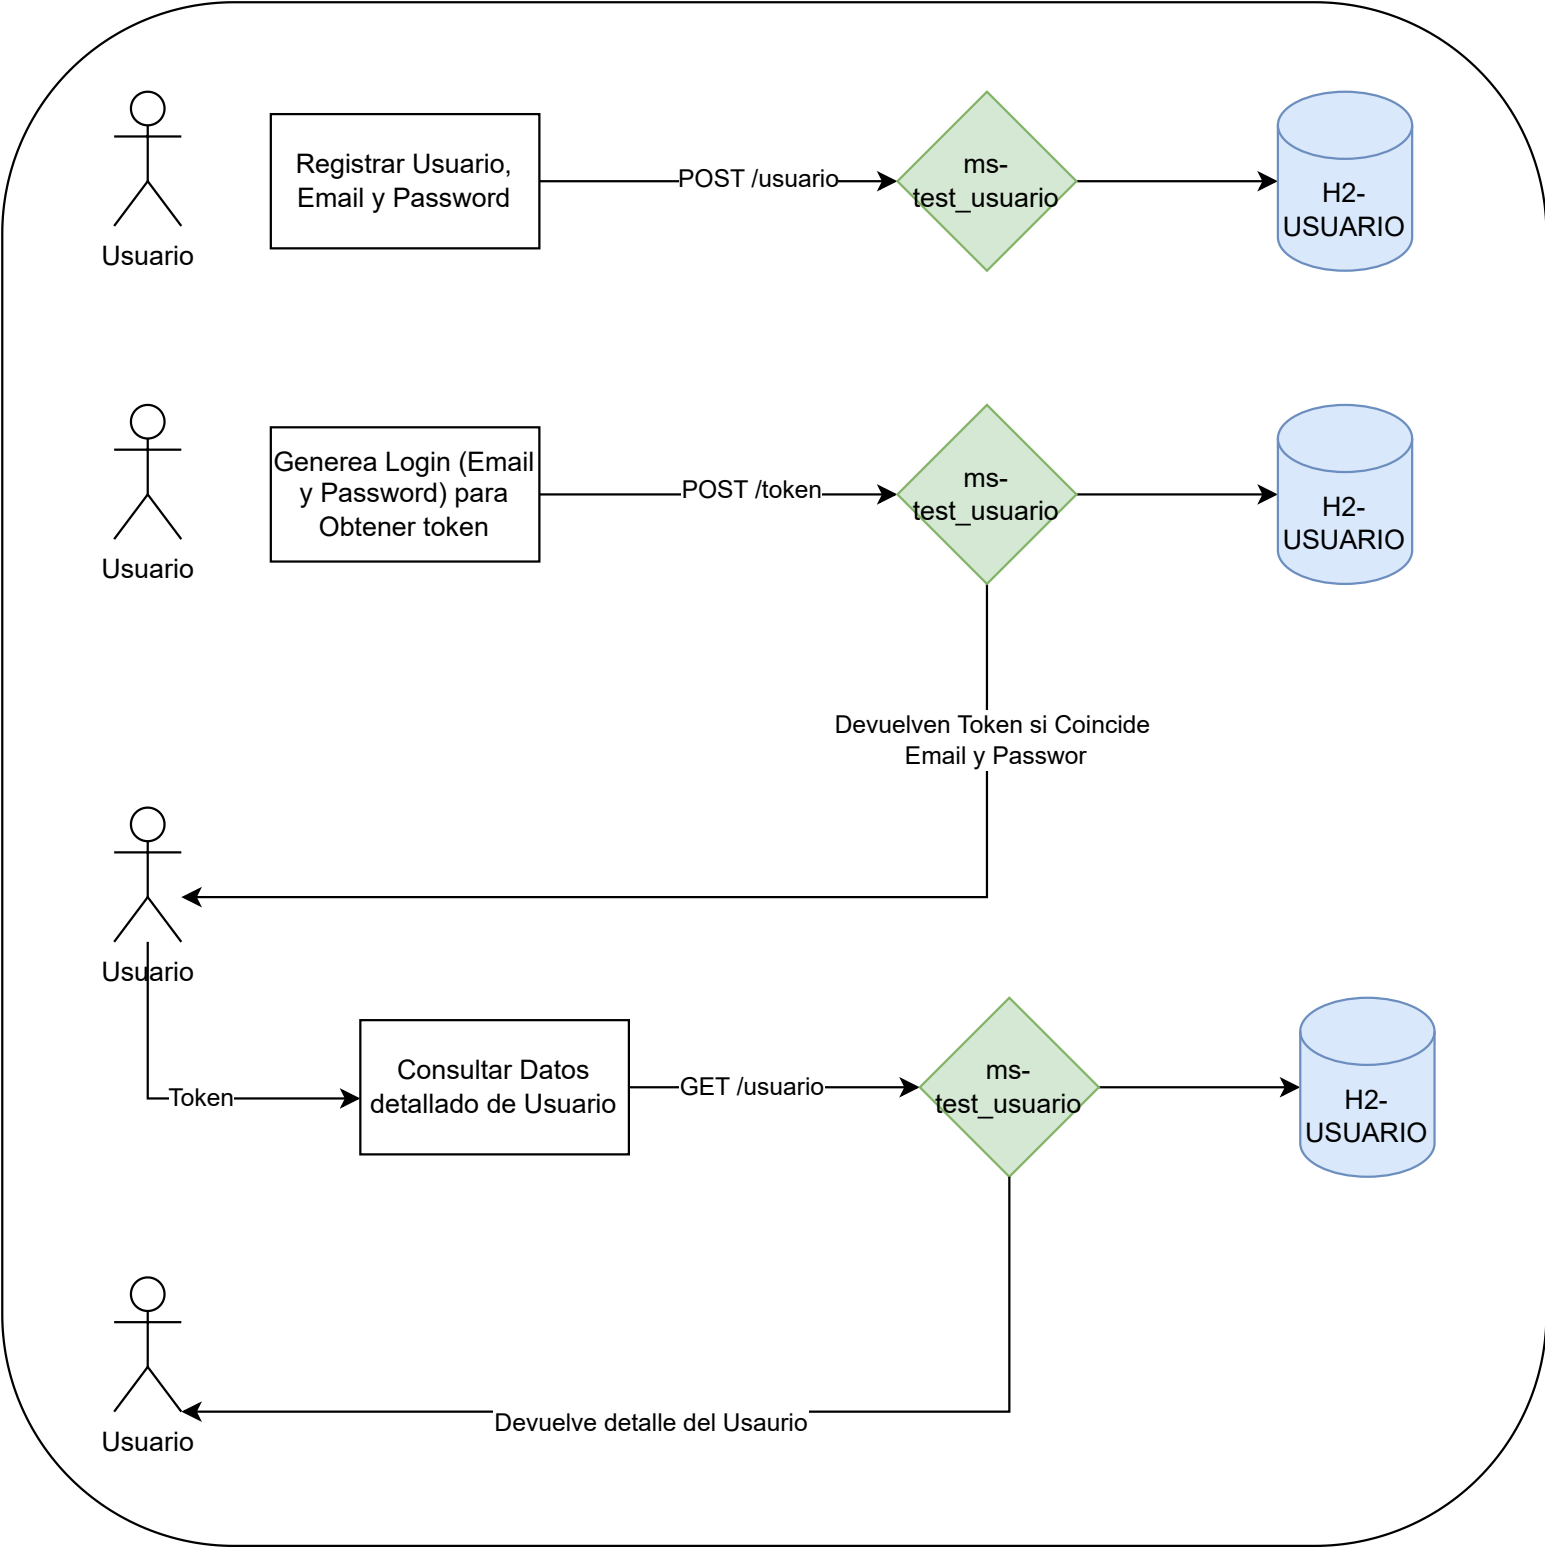 Registrar Usuario,
Email y Password
POST /usuario
ms-
test_usuario
H2-
USUARIO
Usuario
Generea Login (Email
y Password) para
Obtener token
POST /token
ms-
test_usuario
H2-
USUARIO
Usuario
Devuelven Token si Coincide
Email y Passwor
Usuario
Token
Consultar Datos
detallado de Usuario
GET /usuario
ms-
test_usuario
H2-
USUARIO
Devuelve detalle del Usaurio
Usuario